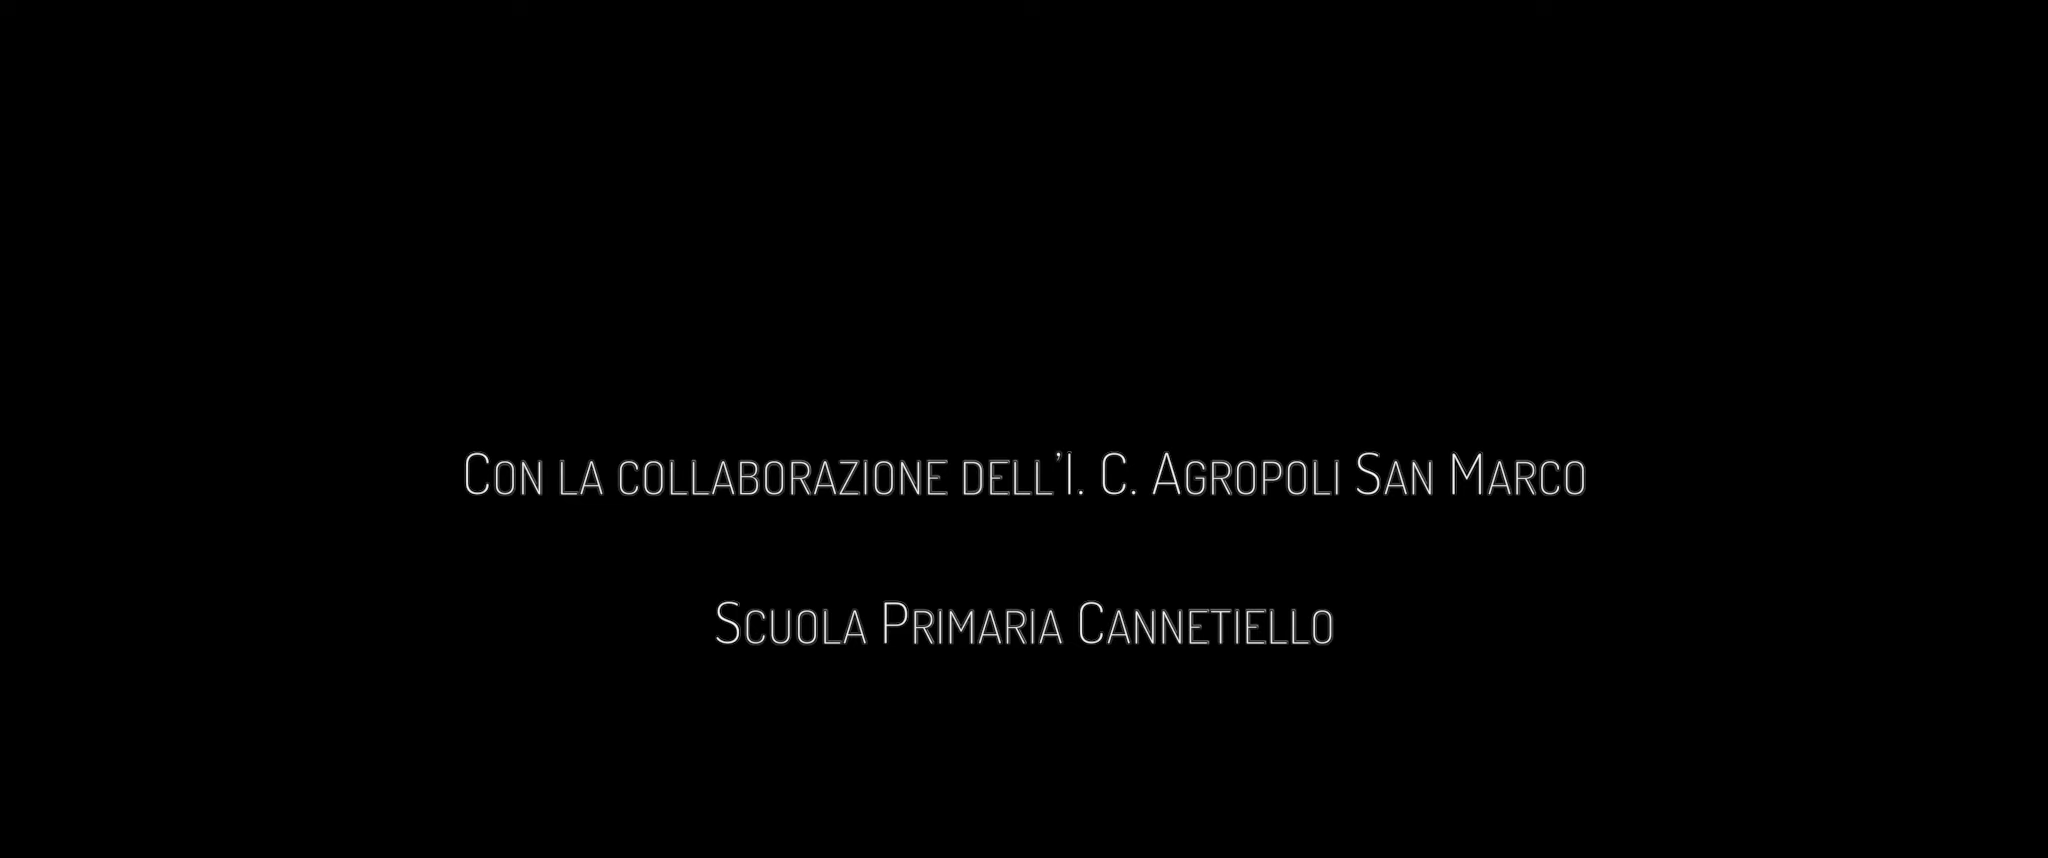 Con la collaborazione dell'I. C. Agropoli San Marco
Scuola Primaria Cannetiello